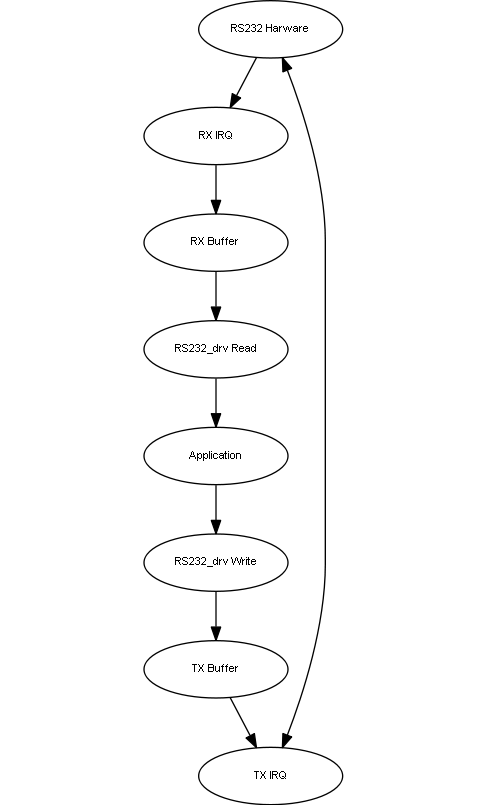 RS232 Harware
RX IRQ
RX Buffer
RS232_drv Read
Application
RS232_drv Write
TX Buffer
TX IRQ